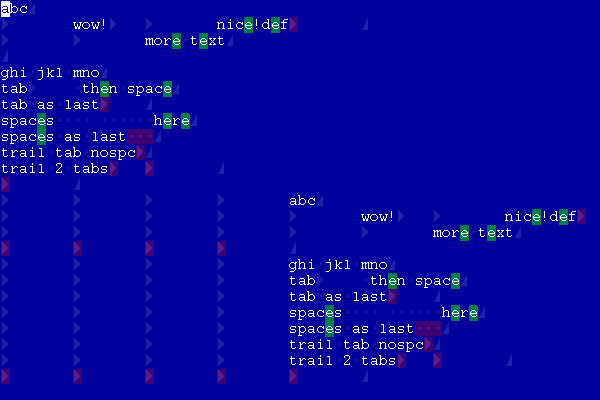 abc
wow! nice!def
more text
ghi jkl mno
tab then space
tab as last
spaces here
spaces as last
trail tab nospc
trail 2 tabs
abc
wow! nice!def
more text
ghi jkl mno
tab then space
tab as last
spaces here
spaces as last
trail tab nospc
trail 2 tabs